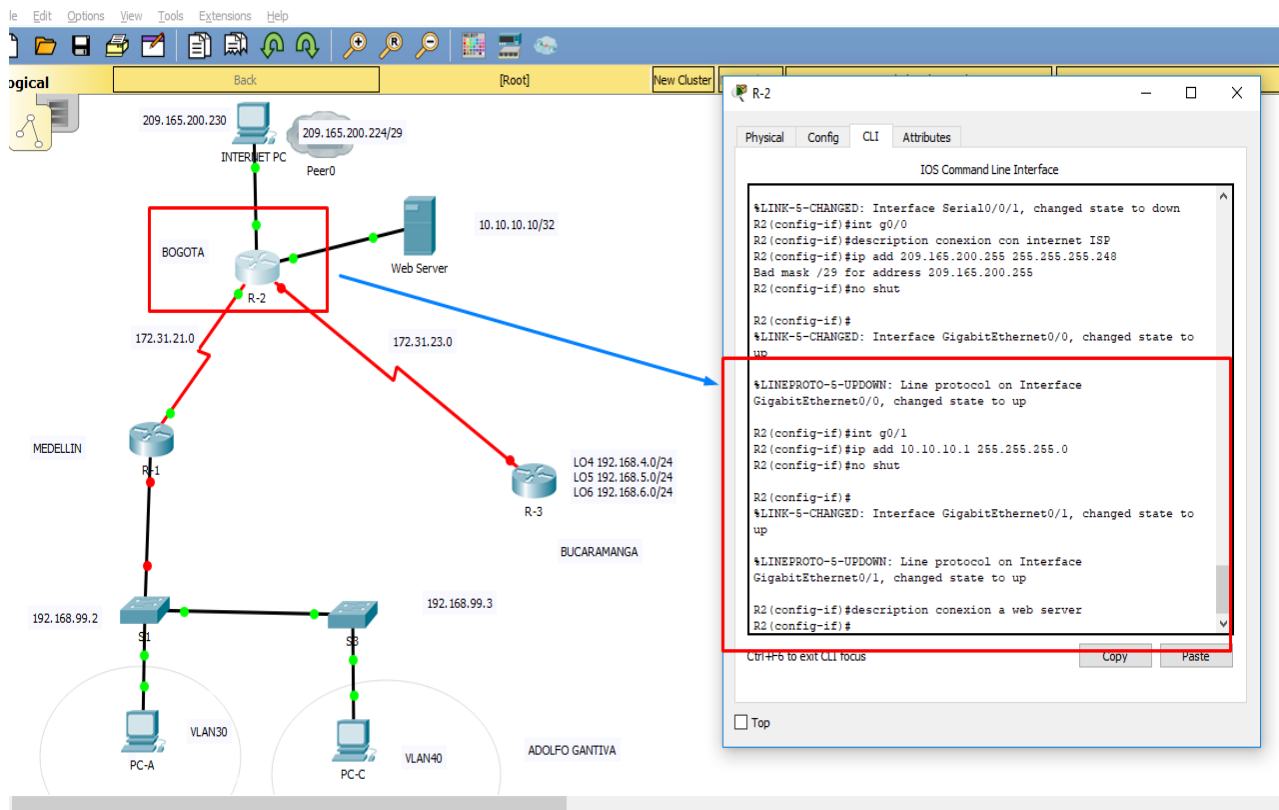 Edit Options View Tools Extensions Help
Back
[Root]
New Cluster
209.165.200.230
209.165.200.224/29
INTERNET PC
Peer0
10.10.10.10/32
BOGOTA
Web Server
R-2
172.31.21.0
172.31.23.0
MEDELLIN
R-1
LO4 192.168.4.0/24
LO5 192.168.5.0/24
LO6 192.168.6.0/24
R-3
BUCARAMANGA
192.168.99.2
192.168.99.3
S1
S3
VLAN30
VLAN40
ADOLFO GANTIVA
PC-A
PC-C
R-2
Physical Config CLI Attributes
IOS Command Line Interface
%LINK-5-CHANGED: Interface Serial0/0/1, changed state to down
R2(config-if)#int g0/0
R2(config-if)#description conexion con internet ISP
R2(config-if)#ip add 209.165.200.255 255.255.255.248
Bad mask /29 for address 209.165.200.255
R2(config-if)#no shut
R2(config-if)#
%LINK-5-CHANGED: Interface GigabitEthernet0/0, changed state to
up
%LINEPROTO-5-UPDOWN: Line protocol on Interface
GigabitEthernet0/0, changed state to up
R2(config-if)#int g0/1
R2(config-if)#ip add 10.10.10.1 255.255.255.0
R2(config-if)#no shut
R2(config-if)#
%LINK-5-CHANGED: Interface GigabitEthernet0/1, changed state to
up
%LINEPROTO-5-UPDOWN: Line protocol on Interface
GigabitEthernet0/1, changed state to up
R2(config-if)#description conexion a web server
R2(config-if)#
Ctrl+F6 to exit CLI focus
Copy
Paste
Top